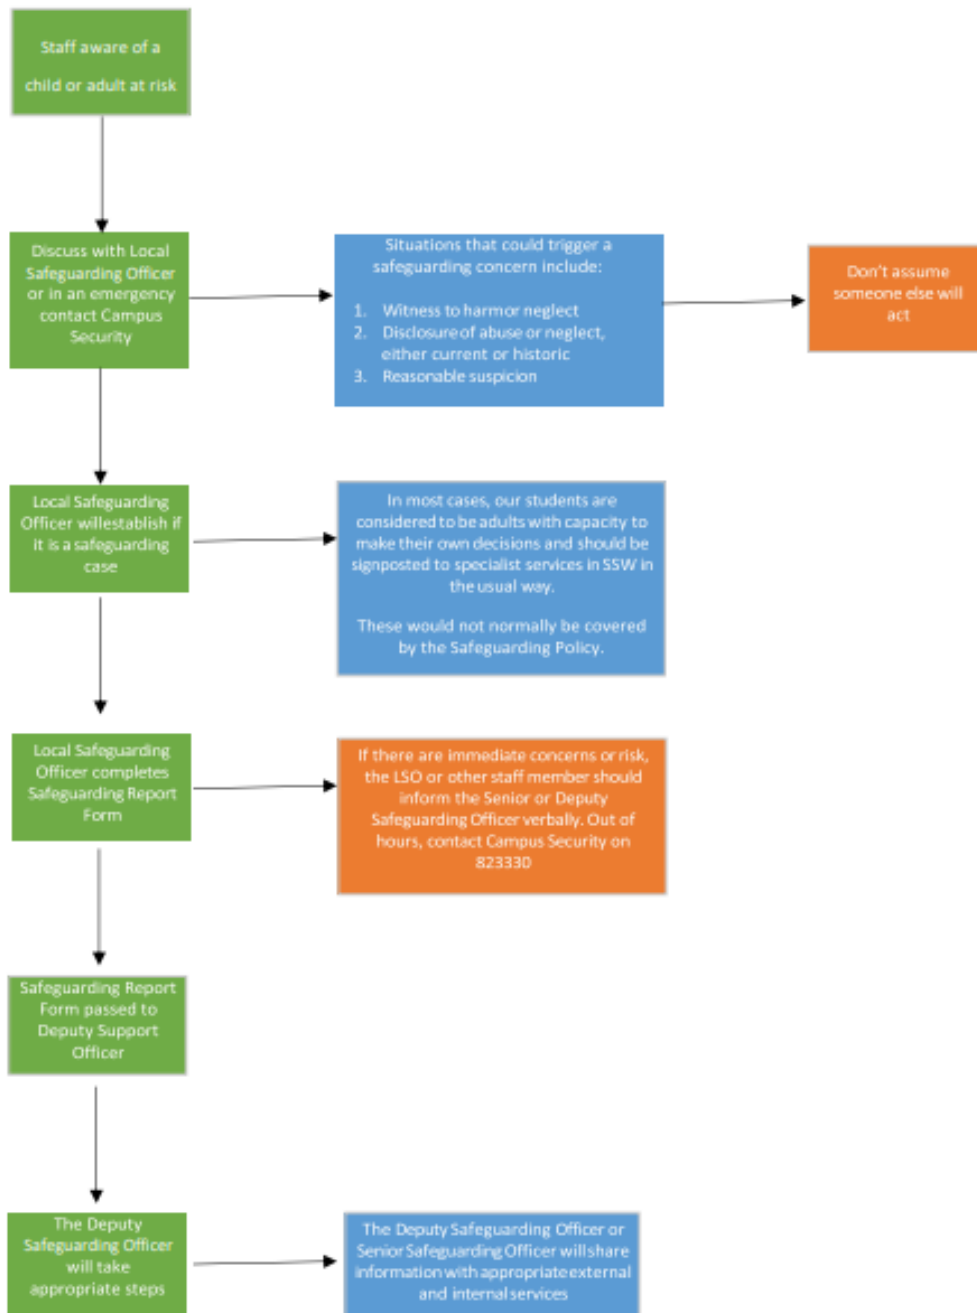 Staff aware of a
child or adult at risk
Discuss with Local
Safeguarding Officer
or in an emergency
contact Campus
Security
Situations that could trigger a
safeguarding concern include:
1. Witness to harmor neglect
2. Disclosure of abuse or neglect,
either current or historic
3. Reasonable suspicion
Don't assume
someone else will
act
Local Safeguarding
Officer willestablish if
it is a safeguarding
case
In most cases, our students are
considered to be adults with capacity to
make their own decisions and should be
signposted to specialist services in SSW in
the usual way.
These would not normally be covered
by the Safeguarding Policy.
Local Safeguarding
Officer completes
Safeguarding Report
Form
If there are immediate concerns or risk,
the LSO or other staff member should
inform the Senior or Deputy
Safeguarding Officer verbally. Out of
hours, contact Campus Security on
823330
Safeguarding Report
Form passed to
Deputy Support
Officer
The Deputy
Safeguarding Officer
will take
appropriate steps
The Deputy Safeguarding Officer or
Senior Safeguarding Officer will share
information with appropriate external
and internal services